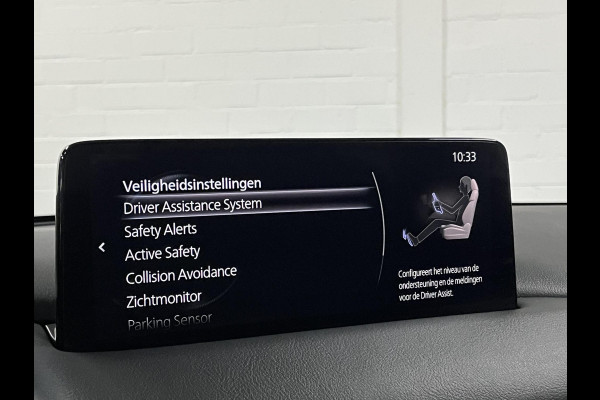 10:33
Veiligheidsinstellingen
Driver Assistance System
Safety Alerts
Active Safety
Collision Avoidance
Zichtmonitor
Parking Sensor
Configureert het niveau van de
ondersteuning en de meldingen
voor de Driver Assist.